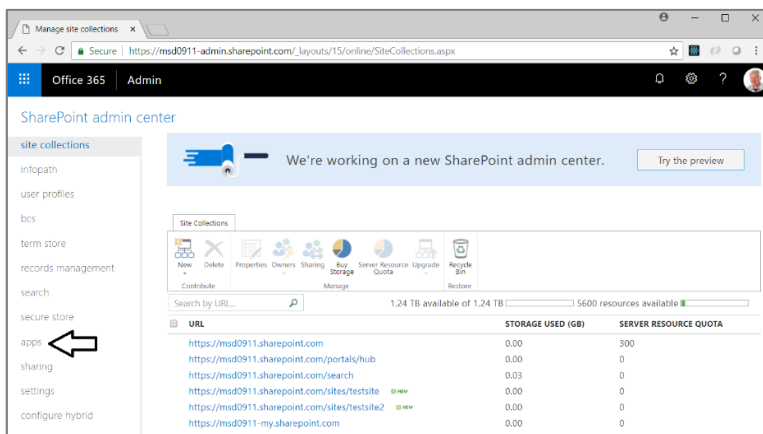 Manage site collections
Secure https://msd0911-admin.sharepoint.com/_layouts/15/online/SiteCollections.aspx
Office 365 Admin
SharePoint admin center
site collections
infopath
user profiles
bcs
term store
records management
search
secure store
apps
sharing
settings
configure hybrid
We're working on a new SharePoint admin center. Try the preview
Site Collections
New Delete Properties Owners Sharing Buy Storage Server Resource Quota Upgrade Recycle Bin
Contribute Manage Restore
Search by URL... 1.24 TB available of 1.24 TB 5600 resources available
URL STORAGE USED (GB) SERVER RESOURCE QUOTA
https://msd0911.sharepoint.com 0.00 300
https://msd0911.sharepoint.com/portals/hub 0.00 0
https://msd0911.sharepoint.com/search 0.03 0
https://msd0911.sharepoint.com/sites/testsite NEW 0.00 0
https://msd0911.sharepoint.com/sites/testsite2 NEW 0.00 0
https://msd0911-my.sharepoint.com 0.00 0